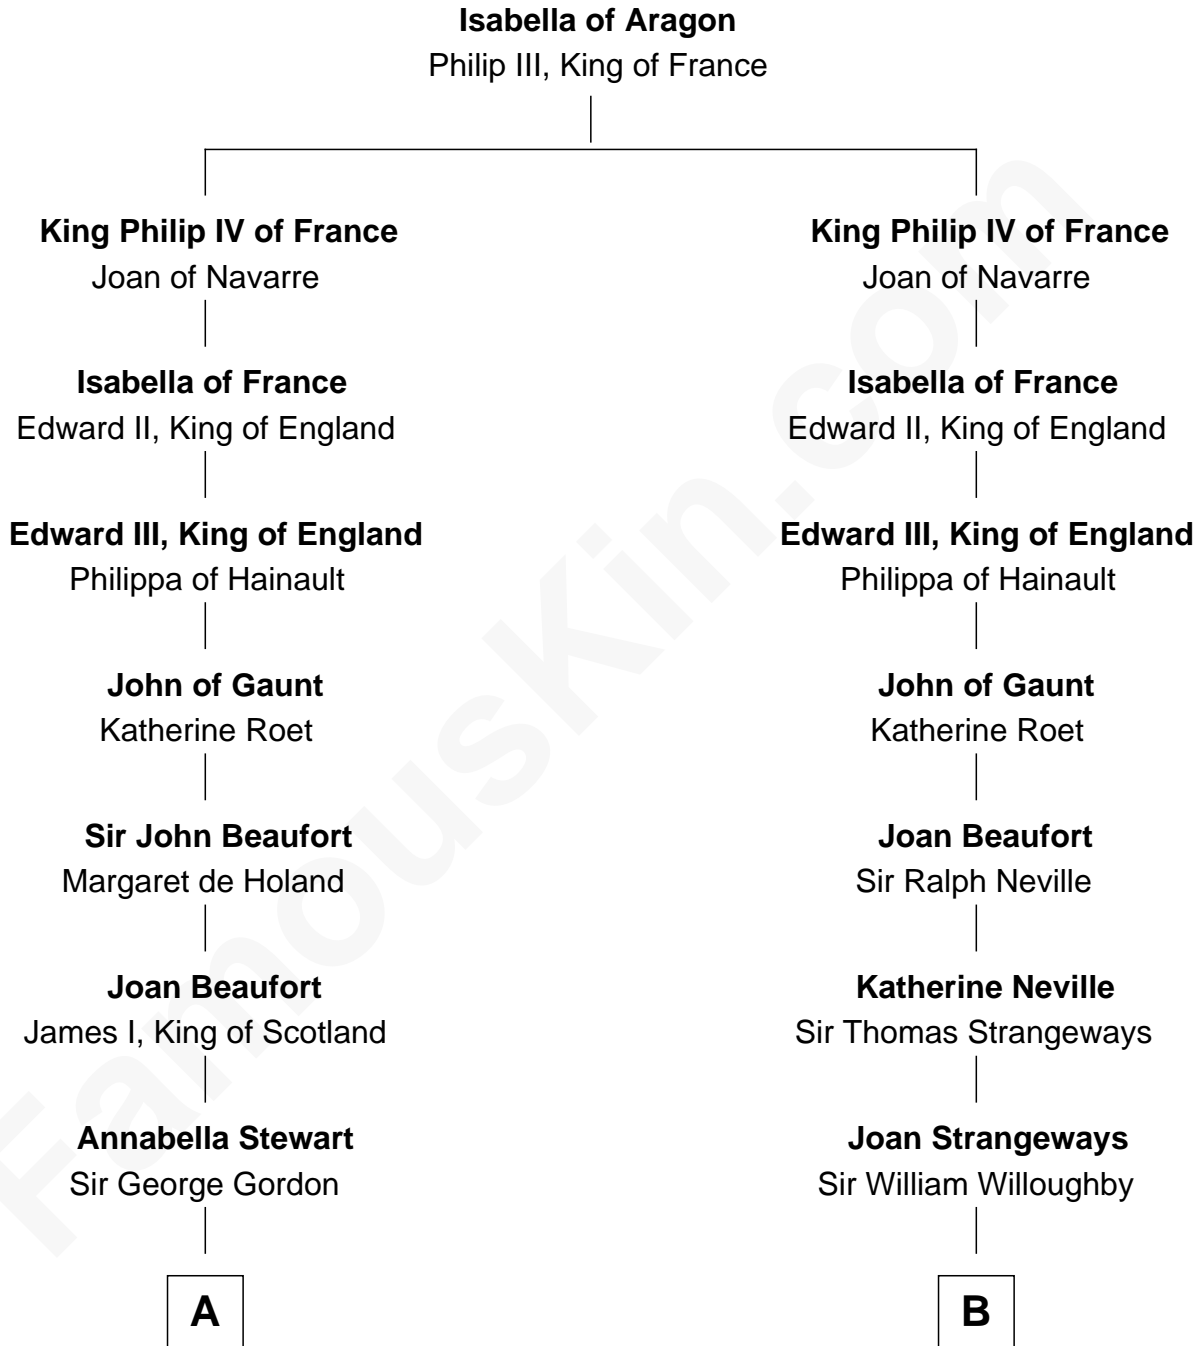 Isabella of Aragon
Philip III, King of France
King Philip IV of France
Joan of Navarre
Isabella of France
Edward II, King of England
Edward III, King of England
Philippa of Hainault
John of Gaunt
Katherine Roet
Sir John Beaufort
Margaret de Holand
Joan Beaufort
James I, King of Scotland
Annabella Stewart
Sir George Gordon
A
King Philip IV of France
Joan of Navarre
Isabella of France
Edward II, King of England
Edward III, King of England
Philippa of Hainault
John of Gaunt
Katherine Roet
Joan Beaufort
Sir Ralph Neville
Katherine Neville
Sir Thomas Strangeways
Joan Strangeways
Sir William Willoughby
B
FamousKin.com